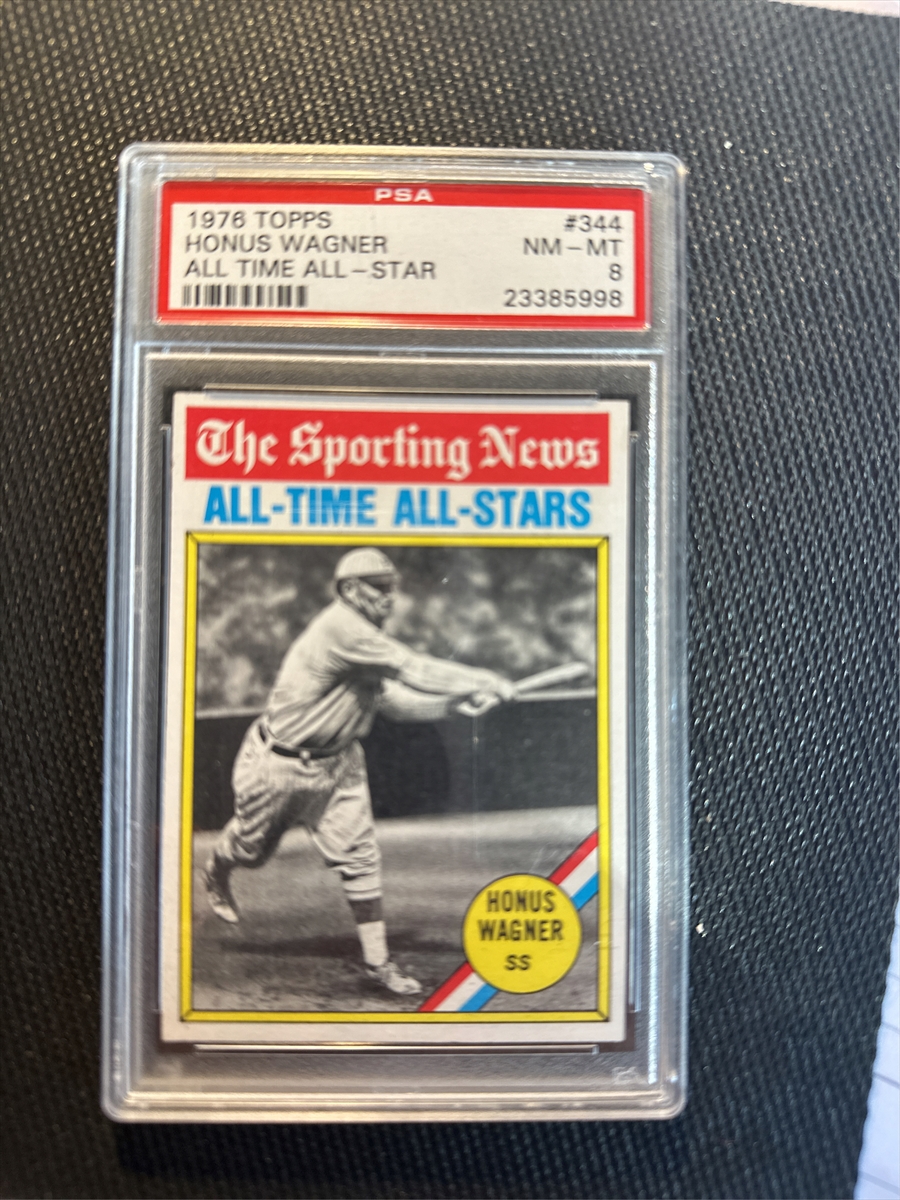 PSA
1976 TOPPS #344
HONUS WAGNER NM-MT
ALL TIME ALL-STAR 8
23385998
The Sporting News
ALL-TIME ALL-STARS
HONUS
WAGNER
SS